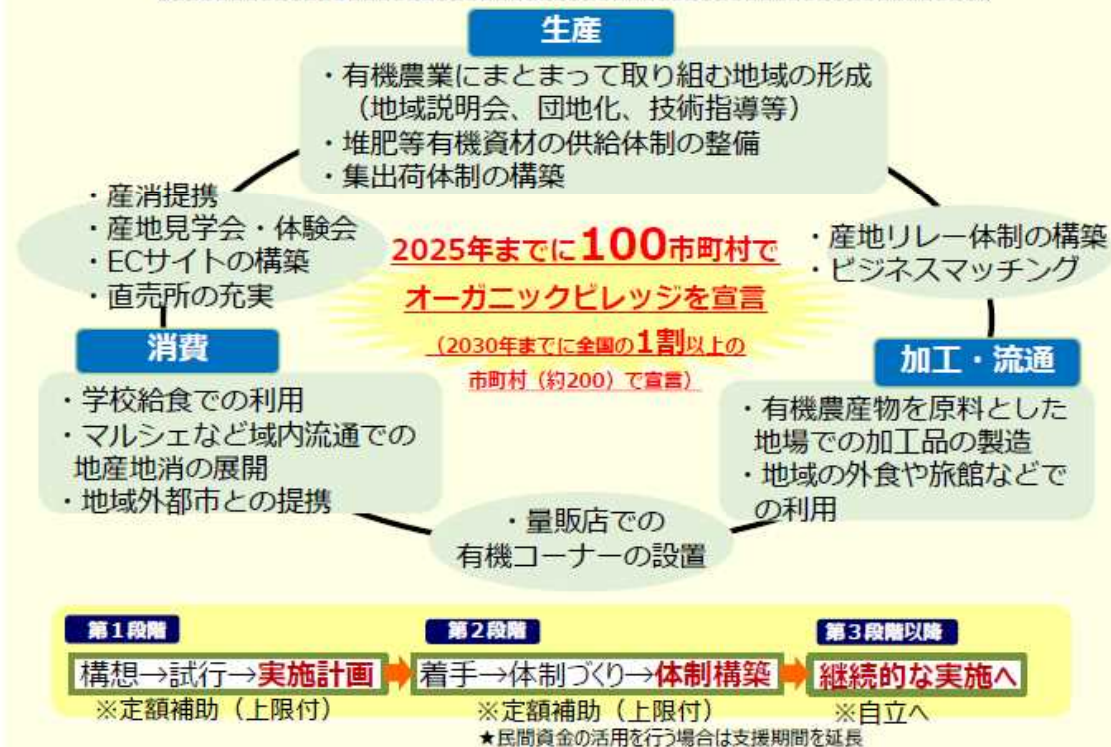 生産
・有機農業にまとまって取り組む地域の形成
（地域説明会、団地化、技術指導等）
・堆肥等有機資材の供給体制の整備
・集出荷体制の構築
・産消提携
・産地見学会・体験会
・ECサイトの構築
・直売所の充実
2025年までに100市町村で
オーガニックビレッジを宣言
（2030年までに全国の1割以上の
市町村（約200）で宣言）
・産地リレー体制の構築
・ビジネスマッチング
消費
・学校給食での利用
・マルシェなど域内流通での
地産地消の展開
・地域外都市との提携
加工・流通
・有機農産物を原料とした
地場での加工品の製造
・地域の外食や旅館などで
の利用
・量販店での
有機コーナーの設置
第1段階
構想→試行→実施計画
※定額補助（上限付）
第2段階
着手→体制づくり→体制構築
※定額補助（上限付）
★民間資金の活用を行う場合は支援期間を延長
第3段階以降
継続的な実施へ
※自立へ